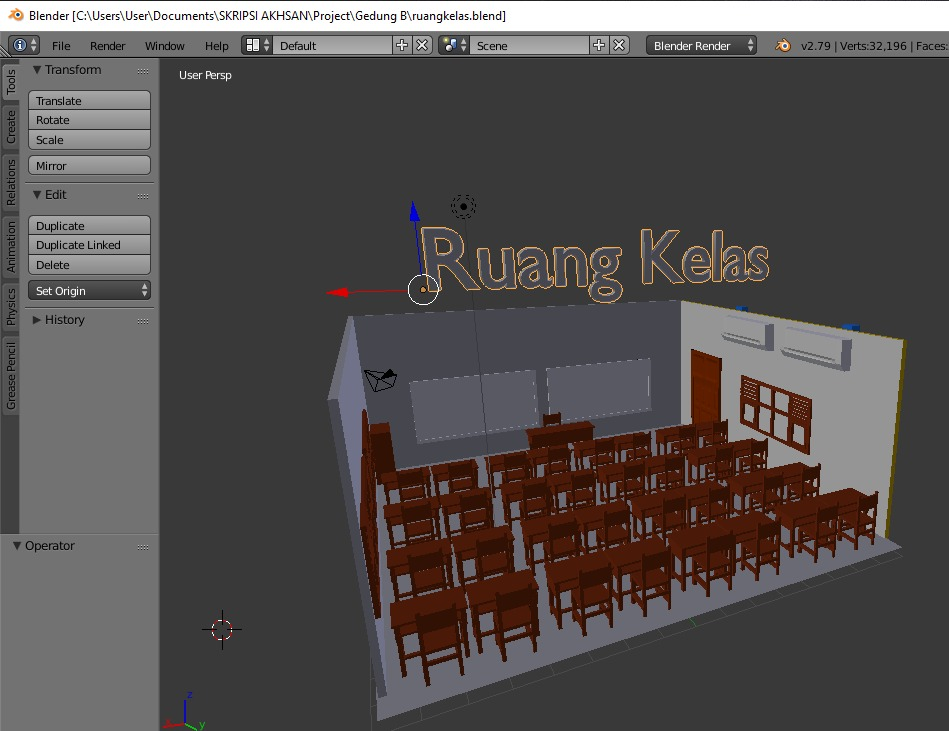 Blender [C:\Users\User\Documents\SKRIPSI AKHSAN\Project\Gedung B\ruangkelas.blend]
File Render Window Help Default Scene Blender Render v2.79 | Verts:32,196 | Faces:
Tools
Create
Relations
Animation
Physics
Grease Pencil
Transform
Translate
Rotate
Scale
Mirror
Edit
Duplicate
Duplicate Linked
Delete
Set Origin
History
Operator
User Persp
Ruang Kelas
z
y